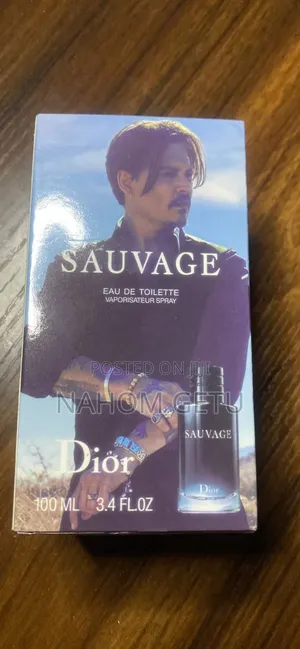 SAUVAGE
EAU DE TOILETTE
VAPORISATEUR SPRAY
POSTED ON JIJI
NAHOM GETU
SAUVAGE
Dior
Dior
100 ML 3.4 FL.OZ